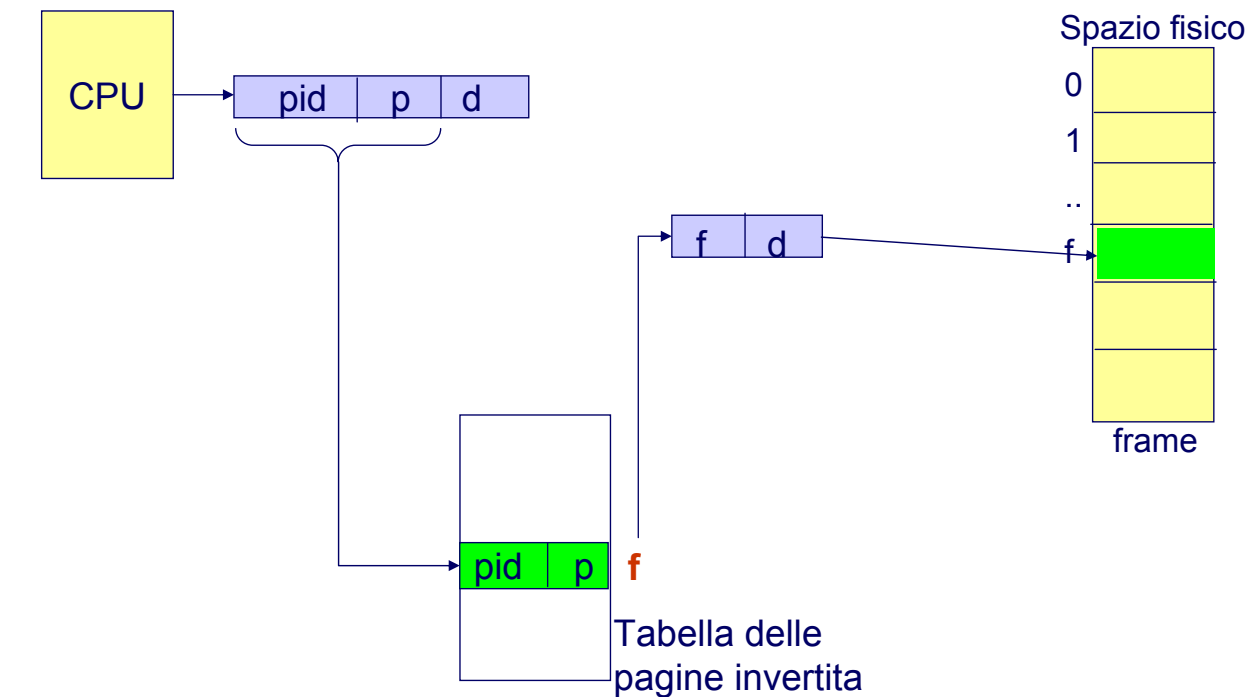 Spazio fisico
CPU
pid p d
0
1
..
f d
f
frame
pid p f
Tabella delle
pagine invertita